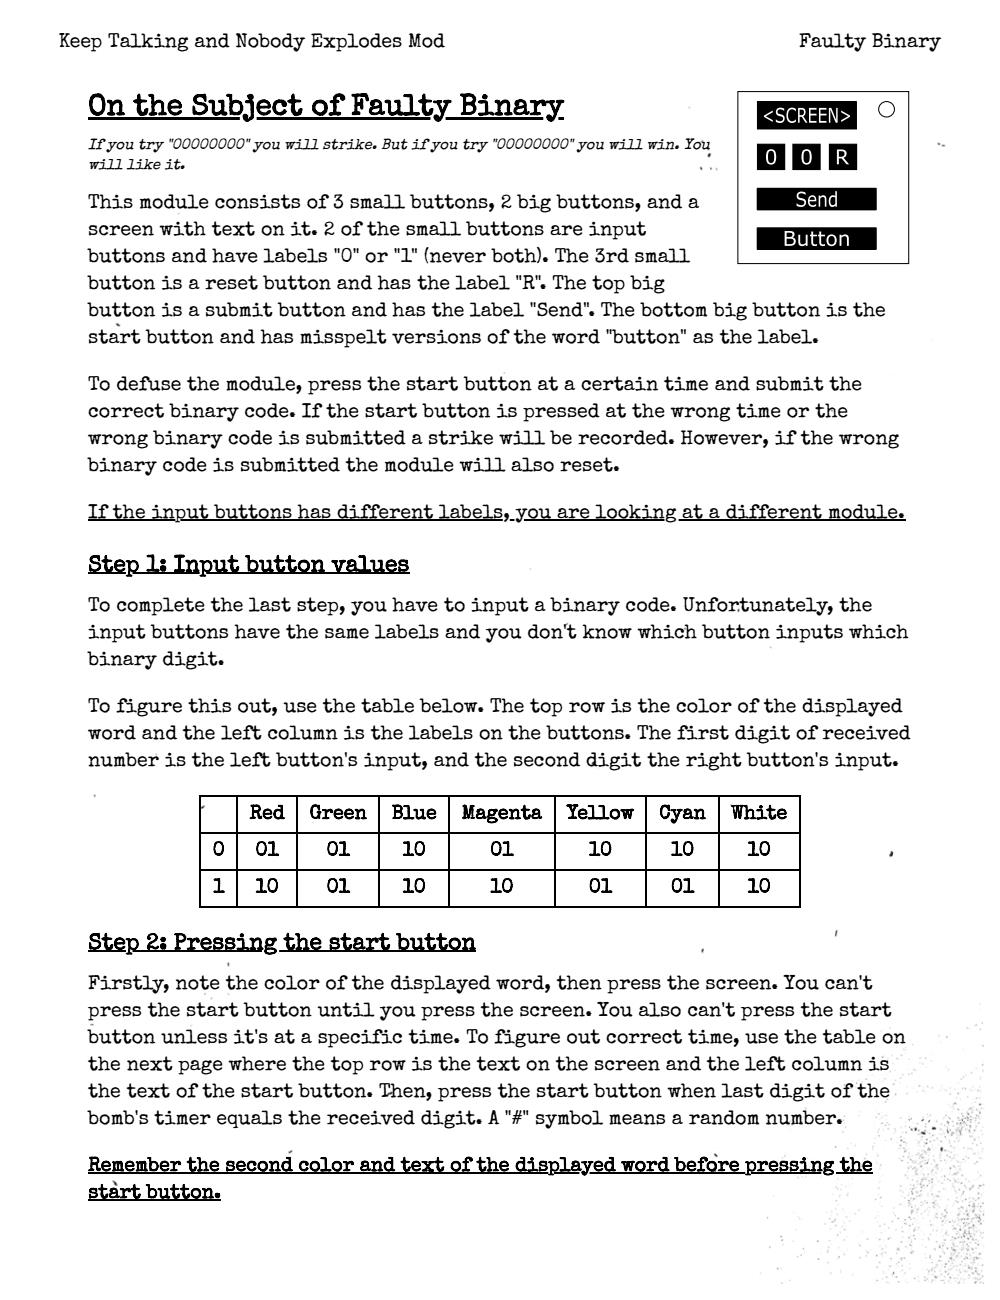 Keep Talking and Nobody Explodes Mod
Faulty Binary
On the Subject of Faulty Binary
If you try "00000000" you will strike. But if you try "00000000" you will win. You
will like it.
<SCREEN>
0 0 R
Send
Button
This module consists of 3 small buttons, 2 big buttons, and a
screen with text on it. 2 of the small buttons are input
buttons and have labels "0" or "1" (never both). The 3rd small
button is a reset button and has the label "R". The top big
button is a submit button and has the label "Send". The bottom big button is the
start button and has misspelt versions of the word "button" as the label.
To defuse the module, press the start button at a certain time and submit the
correct binary code. If the start button is pressed at the wrong time or the
wrong binary code is submitted a strike will be recorded. However, if the wrong
binary code is submitted the module will also reset.
If the input buttons has different labels, you are looking at a different module.
Step 1: Input button values
To complete the last step, you have to input a binary code. Unfortunately, the
input buttons have the same labels and you don't know which button inputs which
binary digit.
To figure this out, use the table below. The top row is the color of the displayed
word and the left column is the labels on the buttons. The first digit of received
number is the left button's input, and the second digit the right button's input.
Red Green Blue Magenta Yellow Cyan White
0 01 01 10 01 10 10 10
1 10 01 10 10 01 01 10
Step 2: Pressing the start button
Firstly, note the color of the displayed word, then press the screen. You can't
press the start button until you press the screen. You also can't press the start
button unless it's at a specific time. To figure out correct time, use the table on
the next page where the top row is the text on the screen and the left column is
the text of the start button. Then, press the start button when last digit of the
bomb's timer equals the received digit. A "#" symbol means a random number.
Remember the second color and text of the displayed word before pressing the
start button.